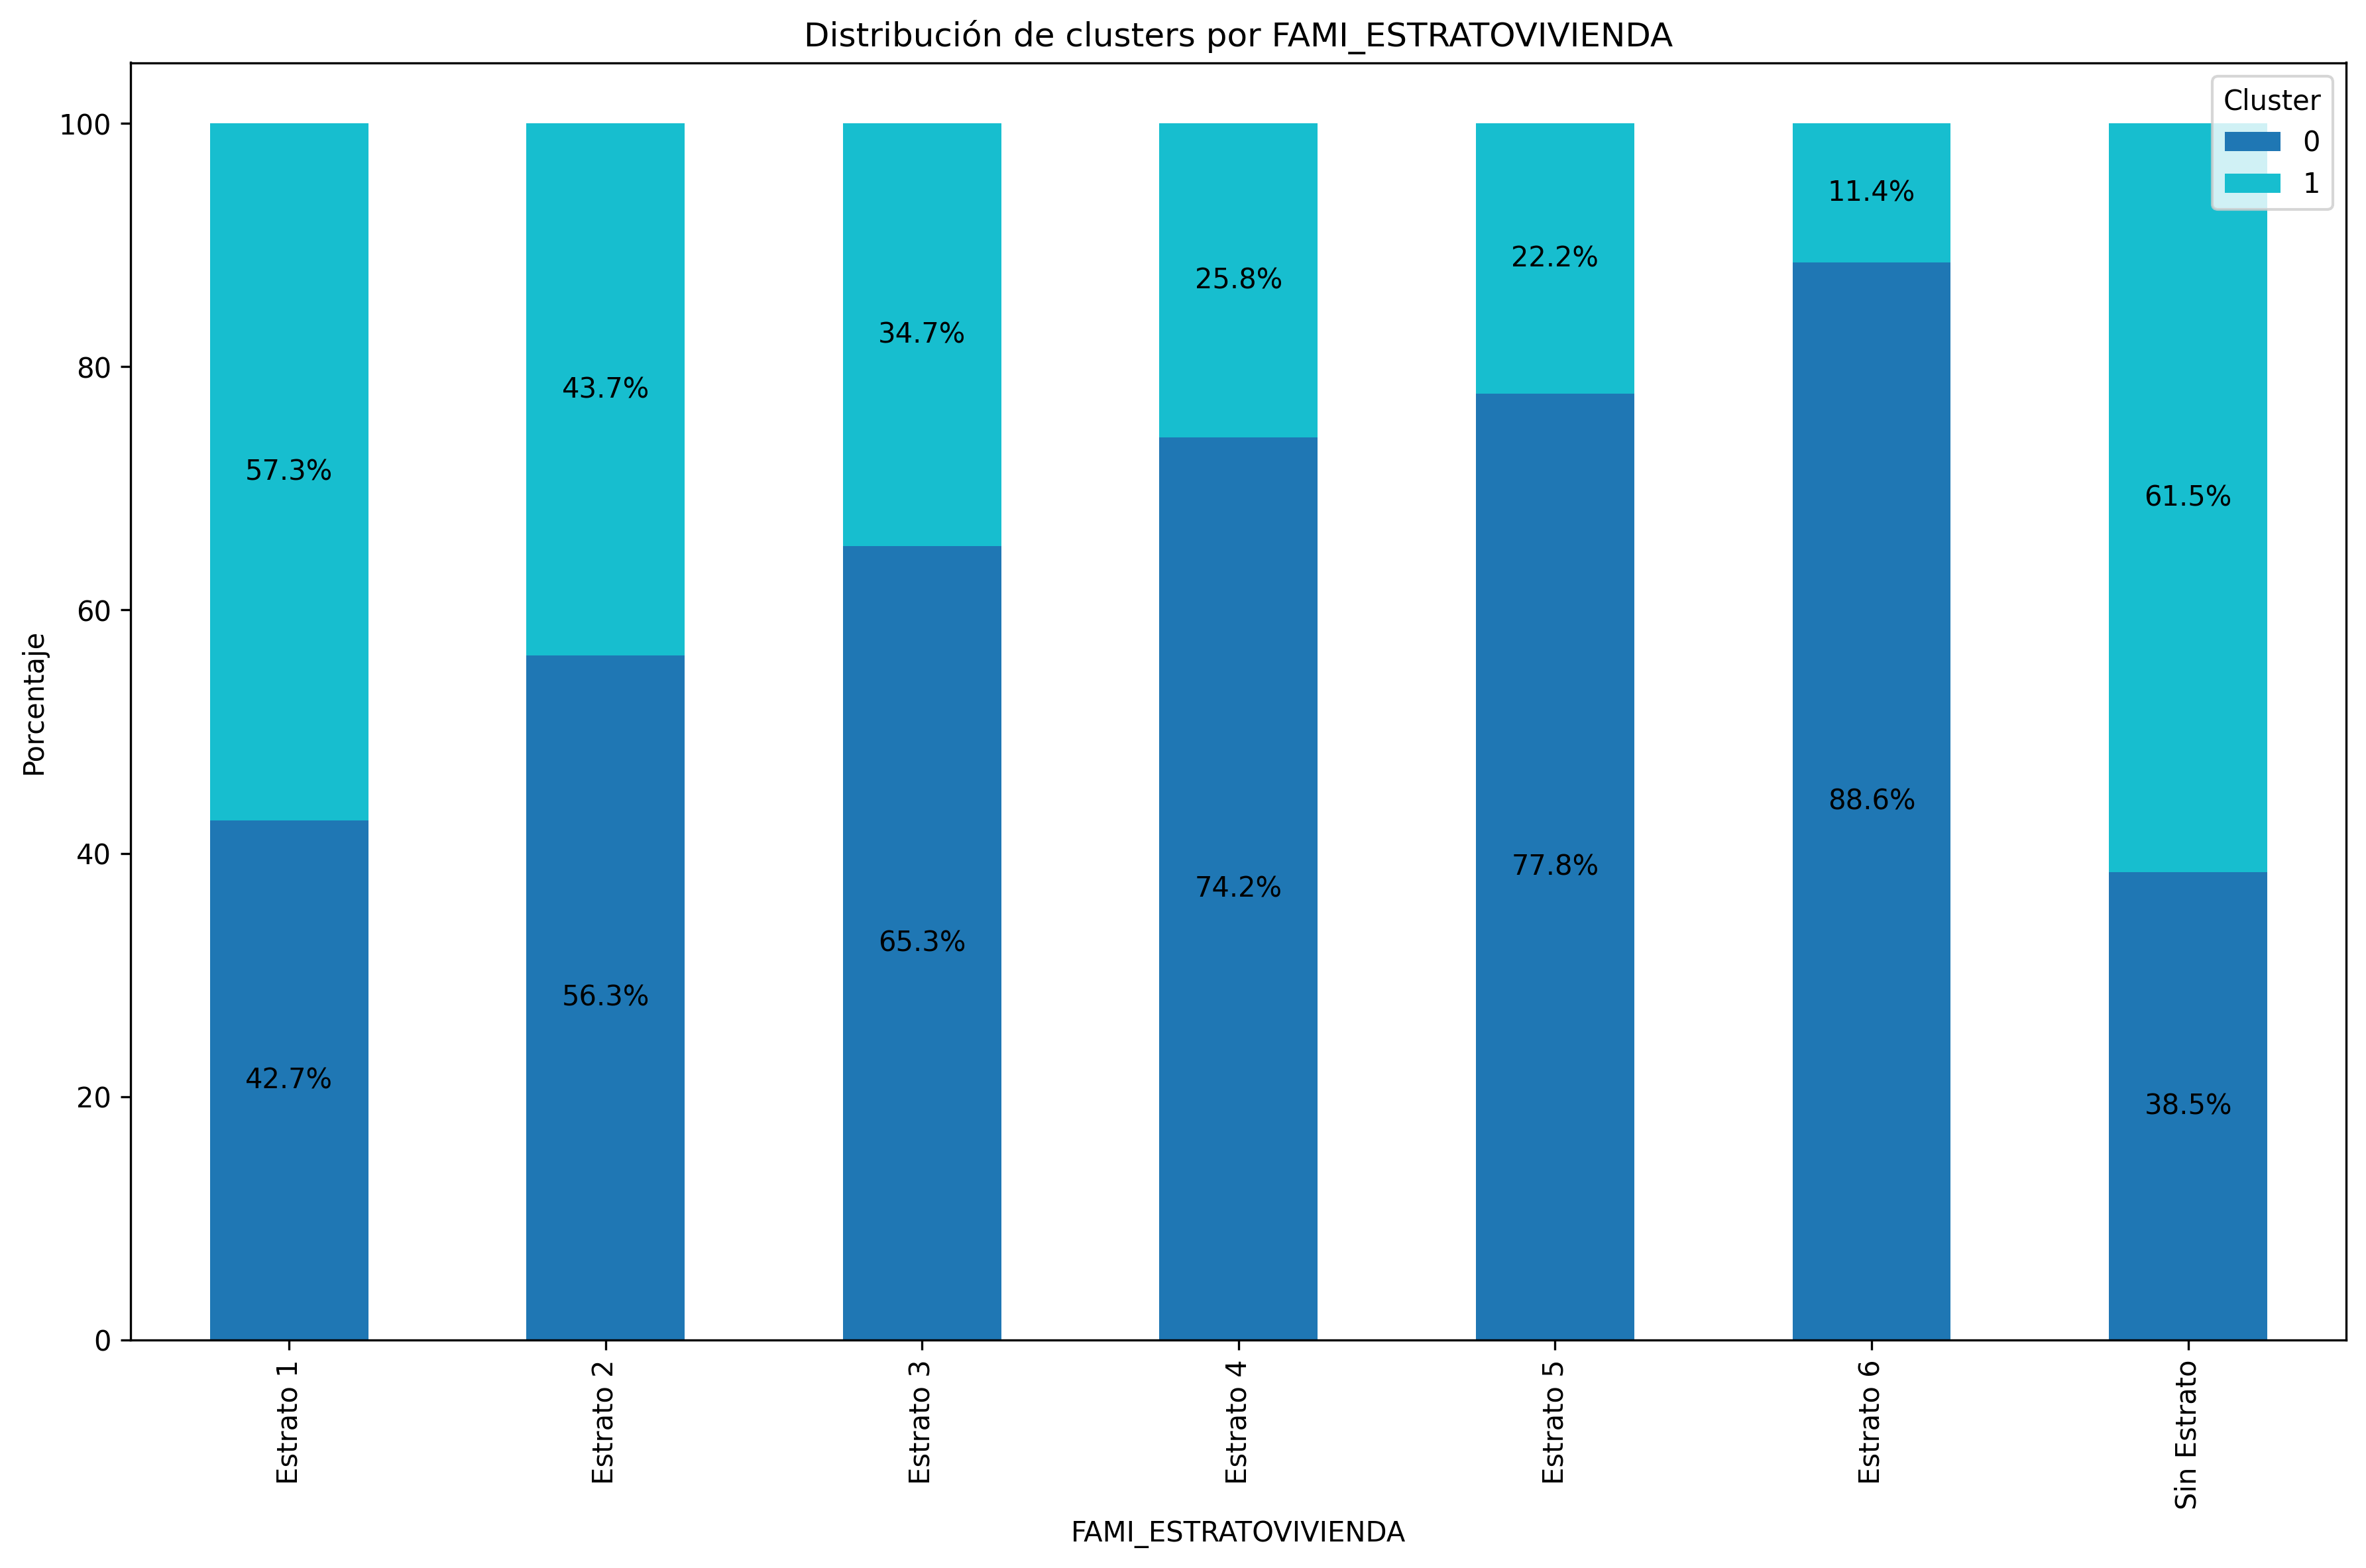 Distribución de clusters por FAMI_ESTRATOVIVIENDA
Cluster
0
1
Porcentaje
100
80
60
40
20
0
57.3%
42.7%
43.7%
56.3%
34.7%
65.3%
25.8%
74.2%
22.2%
77.8%
11.4%
88.6%
61.5%
38.5%
Estrato 1
Estrato 2
Estrato 3
Estrato 4
Estrato 5
Estrato 6
Sin Estrato
FAMI_ESTRATOVIVIENDA